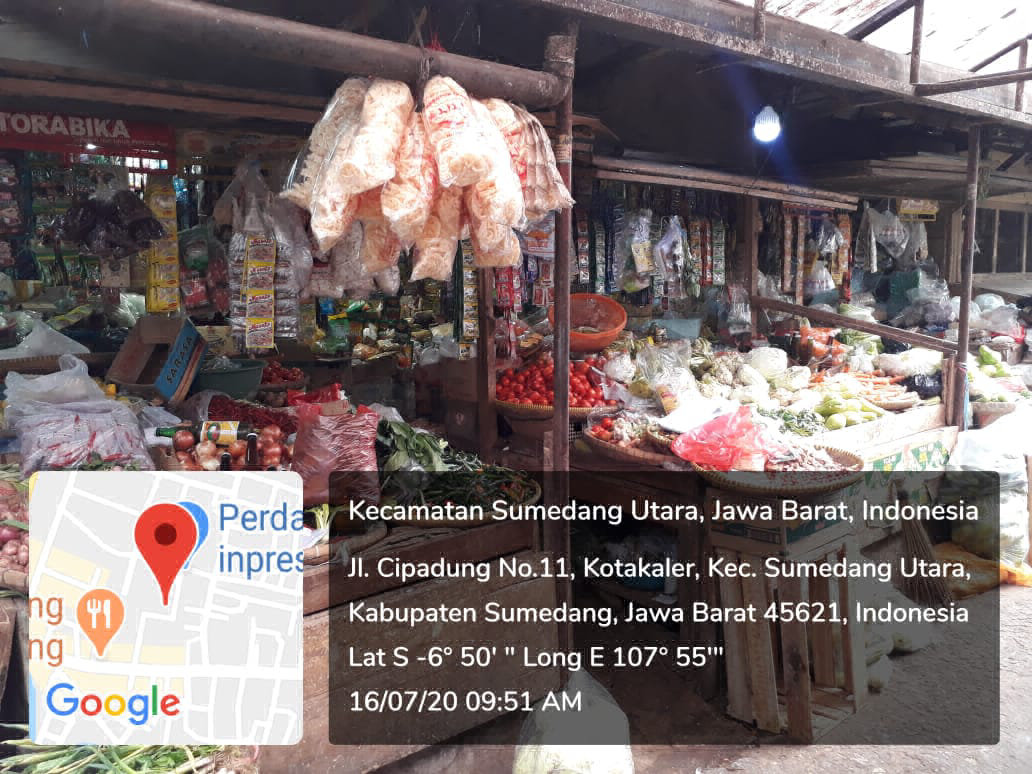 TORABIKA
SASA
Perda
inpres
ng
ng
Google
Kecamatan Sumedang Utara, Jawa Barat, Indonesia
Jl. Cipadung No.11, Kotakaler, Kec. Sumedang Utara,
Kabupaten Sumedang, Jawa Barat 45621, Indonesia
Lat S -6° 50' " Long E 107° 55'"
16/07/20 09:51 AM